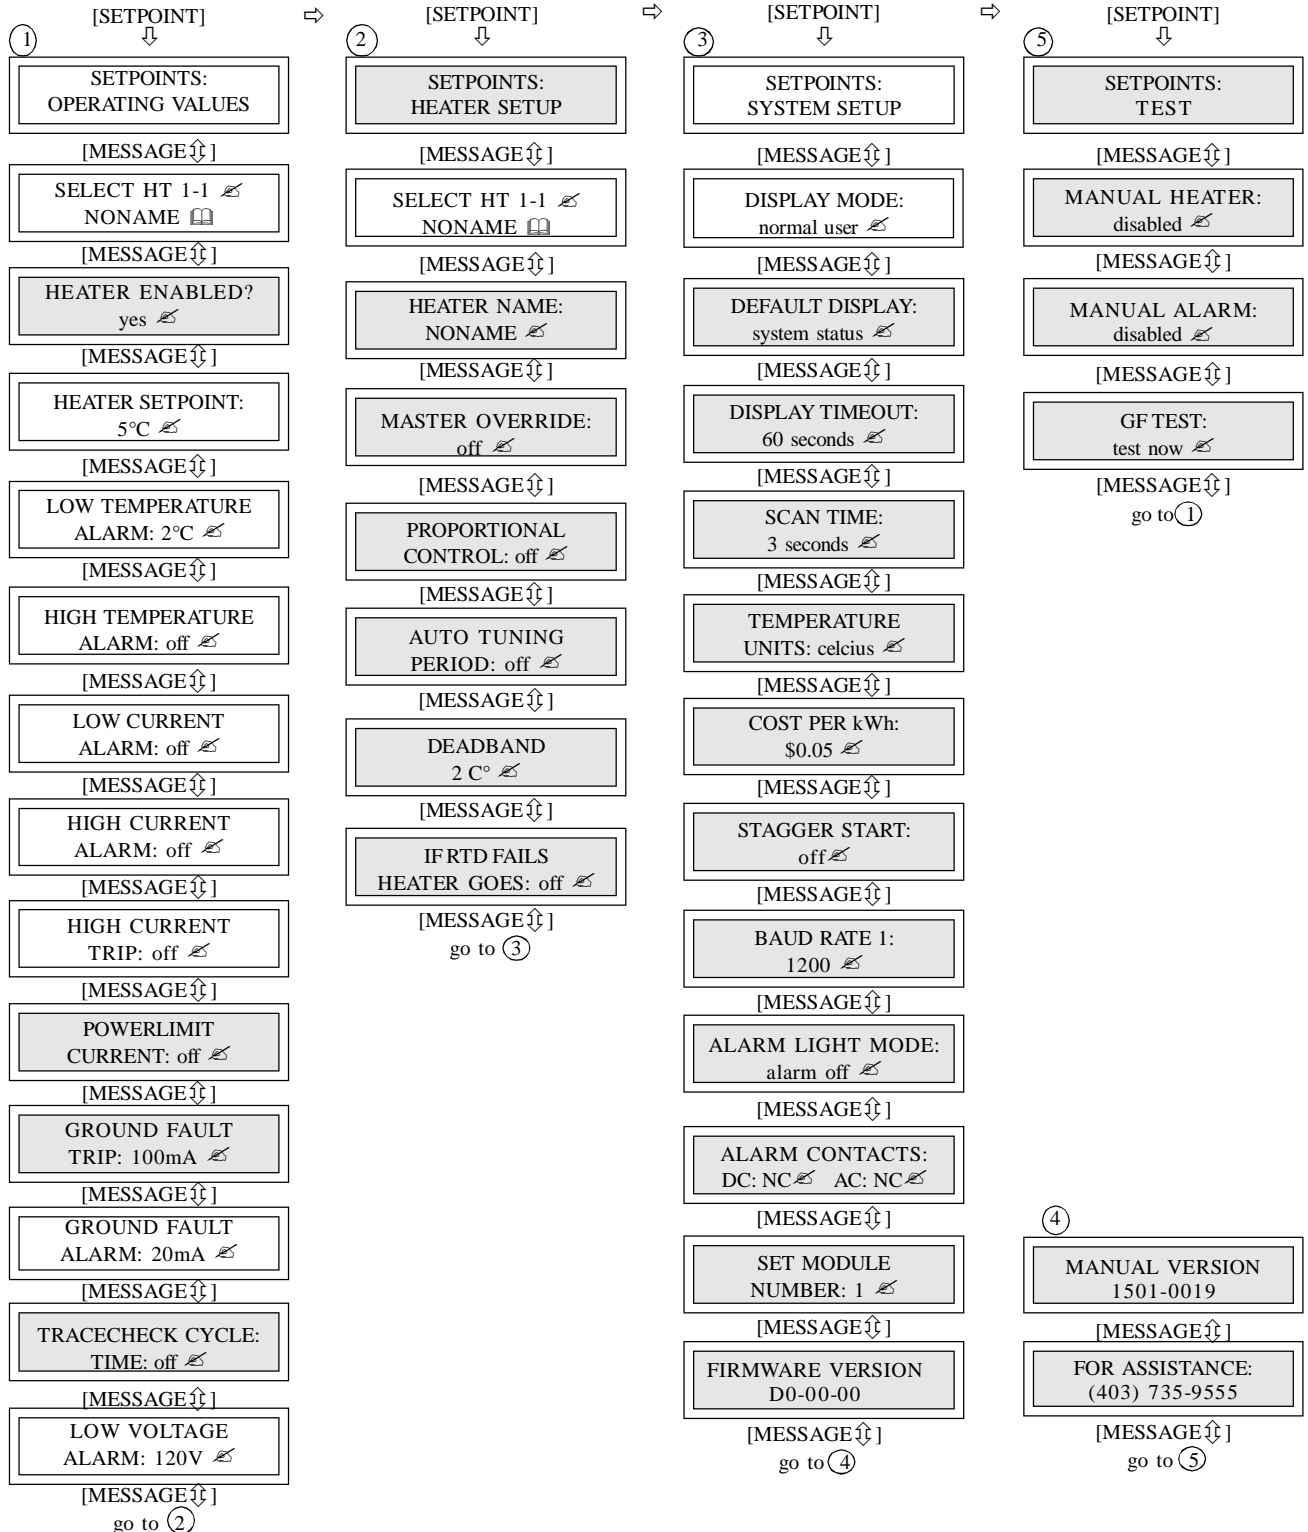 [SETPOINT]
1
SETPOINTS:
OPERATING VALUES
[MESSAGE⇕]
SELECT HT 1-1
NONAME
[MESSAGE⇕]
HEATER ENABLED?
yes
[MESSAGE⇕]
HEATER SETPOINT:
5°C
[MESSAGE⇕]
LOW TEMPERATURE
ALARM: 2°C
[MESSAGE⇕]
HIGH TEMPERATURE
ALARM: off
[MESSAGE⇕]
LOW CURRENT
ALARM: off
[MESSAGE⇕]
HIGH CURRENT
ALARM: off
[MESSAGE⇕]
HIGH CURRENT
TRIP: off
[MESSAGE⇕]
POWERLIMIT
CURRENT: off
[MESSAGE⇕]
GROUND FAULT
TRIP: 100mA
[MESSAGE⇕]
GROUND FAULT
ALARM: 20mA
[MESSAGE⇕]
TRACECHECK CYCLE:
TIME: off
[MESSAGE⇕]
LOW VOLTAGE
ALARM: 120V
[MESSAGE⇕]
go to 2
[SETPOINT]
2
SETPOINTS:
HEATER SETUP
[MESSAGE⇕]
SELECT HT 1-1
NONAME
[MESSAGE⇕]
HEATER NAME:
NONAME
[MESSAGE⇕]
MASTER OVERRIDE:
off
[MESSAGE⇕]
PROPORTIONAL
CONTROL: off
[MESSAGE⇕]
AUTO TUNING
PERIOD: off
[MESSAGE⇕]
DEADBAND
2 C°
[MESSAGE⇕]
IF RTD FAILS
HEATER GOES: off
[MESSAGE⇕]
go to 3
[SETPOINT]
3
SETPOINTS:
SYSTEM SETUP
[MESSAGE⇕]
DISPLAY MODE:
normal user
[MESSAGE⇕]
DEFAULT DISPLAY:
system status
[MESSAGE⇕]
DISPLAY TIMEOUT:
60 seconds
[MESSAGE⇕]
SCAN TIME:
3 seconds
[MESSAGE⇕]
TEMPERATURE
UNITS: celcius
[MESSAGE⇕]
COST PER kWh:
$0.05
[MESSAGE⇕]
STAGGER START:
off
[MESSAGE⇕]
BAUD RATE 1:
1200
[MESSAGE⇕]
ALARM LIGHT MODE:
alarm off
[MESSAGE⇕]
ALARM CONTACTS:
DC: NC AC: NC
[MESSAGE⇕]
SET MODULE
NUMBER: 1
[MESSAGE⇕]
FIRMWARE VERSION
D0-00-00
[MESSAGE⇕]
go to 4
[SETPOINT]
5
SETPOINTS:
TEST
[MESSAGE⇕]
MANUAL HEATER:
disabled
[MESSAGE⇕]
MANUAL ALARM:
disabled
[MESSAGE⇕]
GF TEST:
test now
[MESSAGE⇕]
go to 1
4
MANUAL VERSION
1501-0019
[MESSAGE⇕]
FOR ASSISTANCE:
(403) 735-9555
[MESSAGE⇕]
go to 5